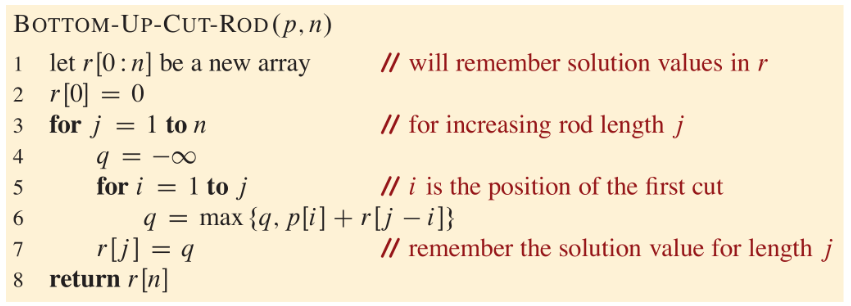 BOTTOM-UP-CUT-ROD(p, n)
1 let r[0:n] be a new array // will remember solution values in r
2 r[0] = 0
3 for j = 1 to n // for increasing rod length j
4 q = −∞
5 for i = 1 to j // i is the position of the first cut
6 q = max {q, p[i] + r[j − i]}
7 r[j] = q // remember the solution value for length j
8 return r[n]